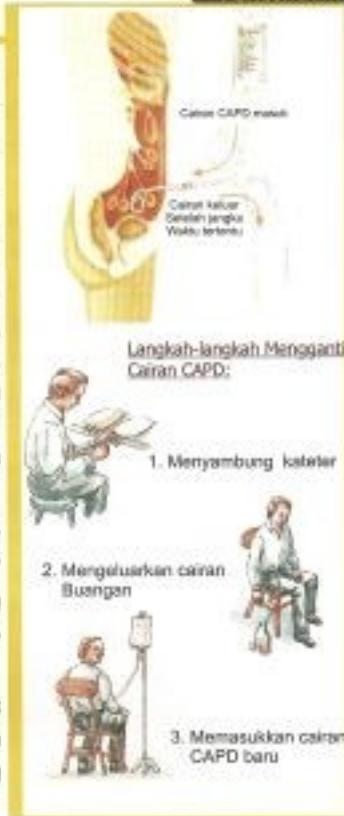 Cairan CAPD masuk
Cairan keluar
Setelah jangka
Waktu tertentu
Langkah-langkah Mengganti
Cairan CAPD:
1. Menyambung kateter
2. Mengeluarkan cairan
Buangan
3. Memasukkan cairan
CAPD baru